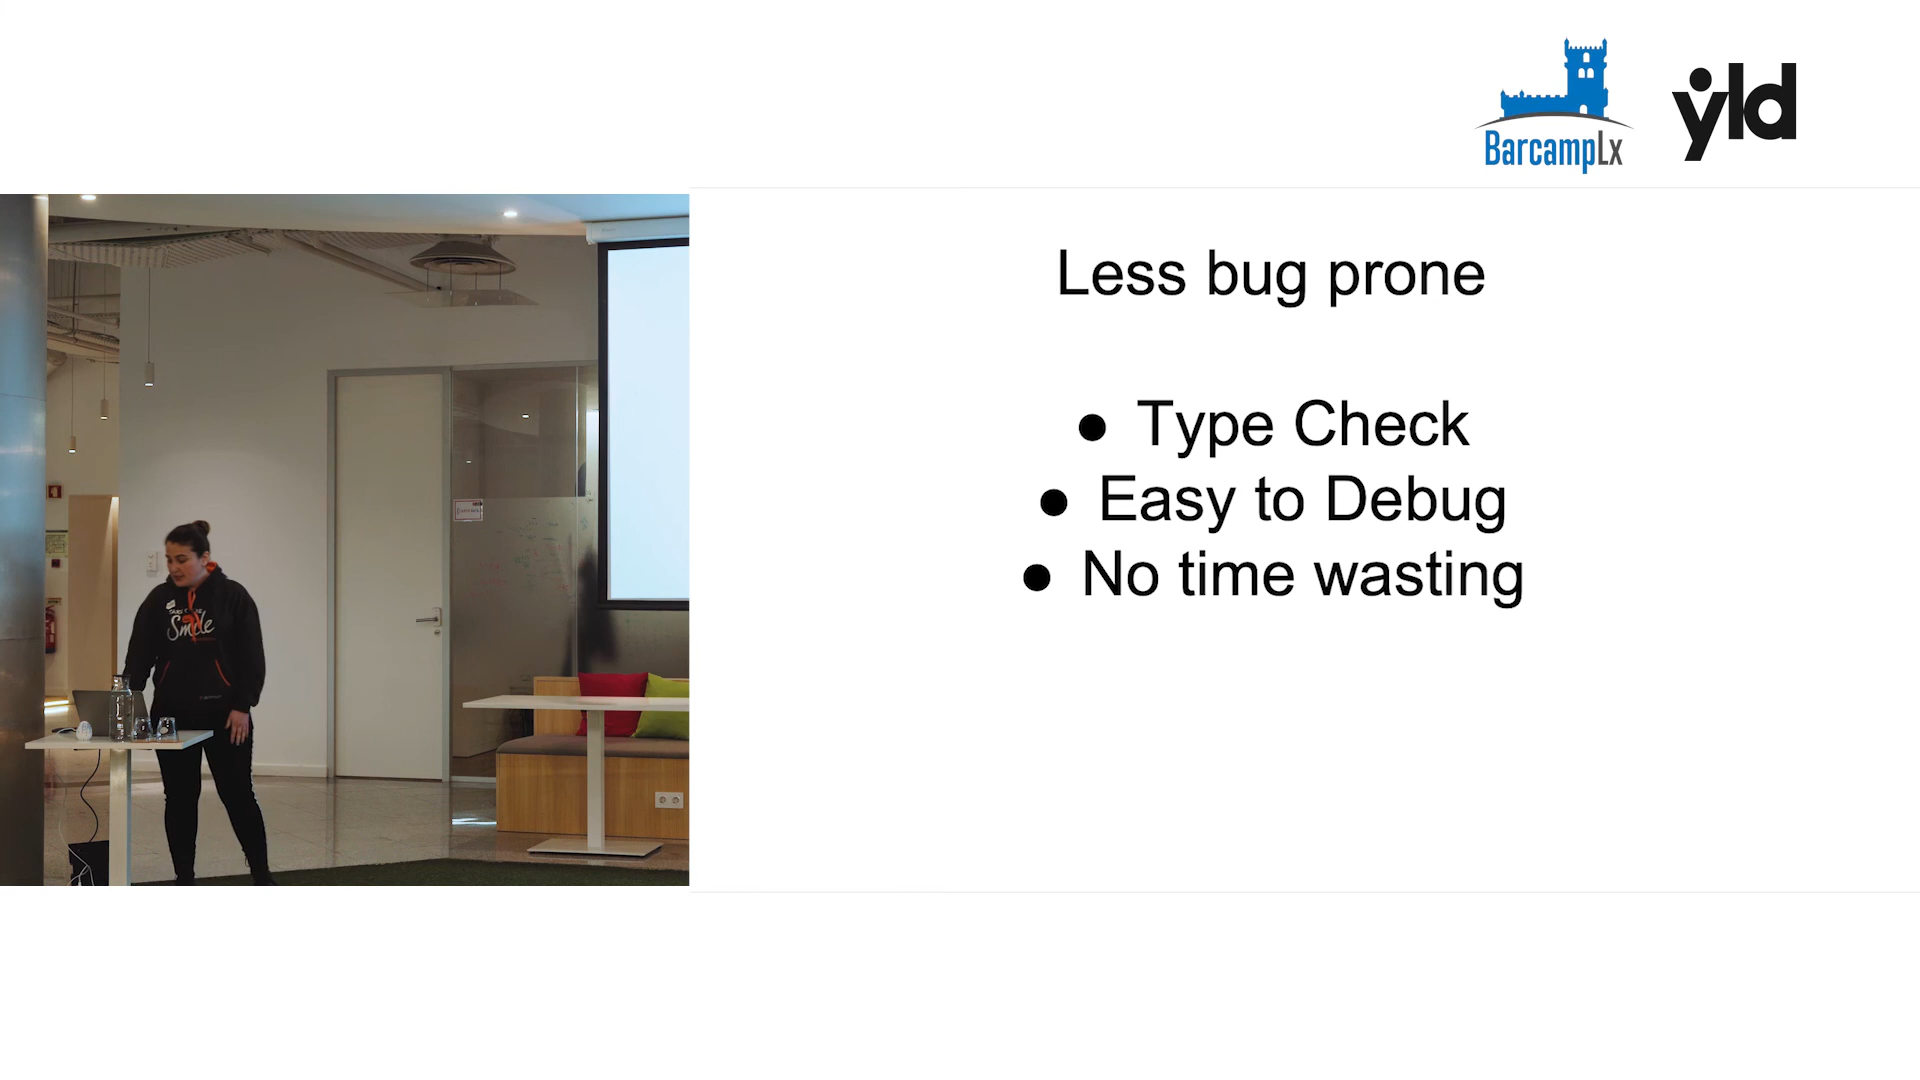 BarcampLx
yld
Less bug prone
● Type Check
● Easy to Debug
● No time wasting
Smile